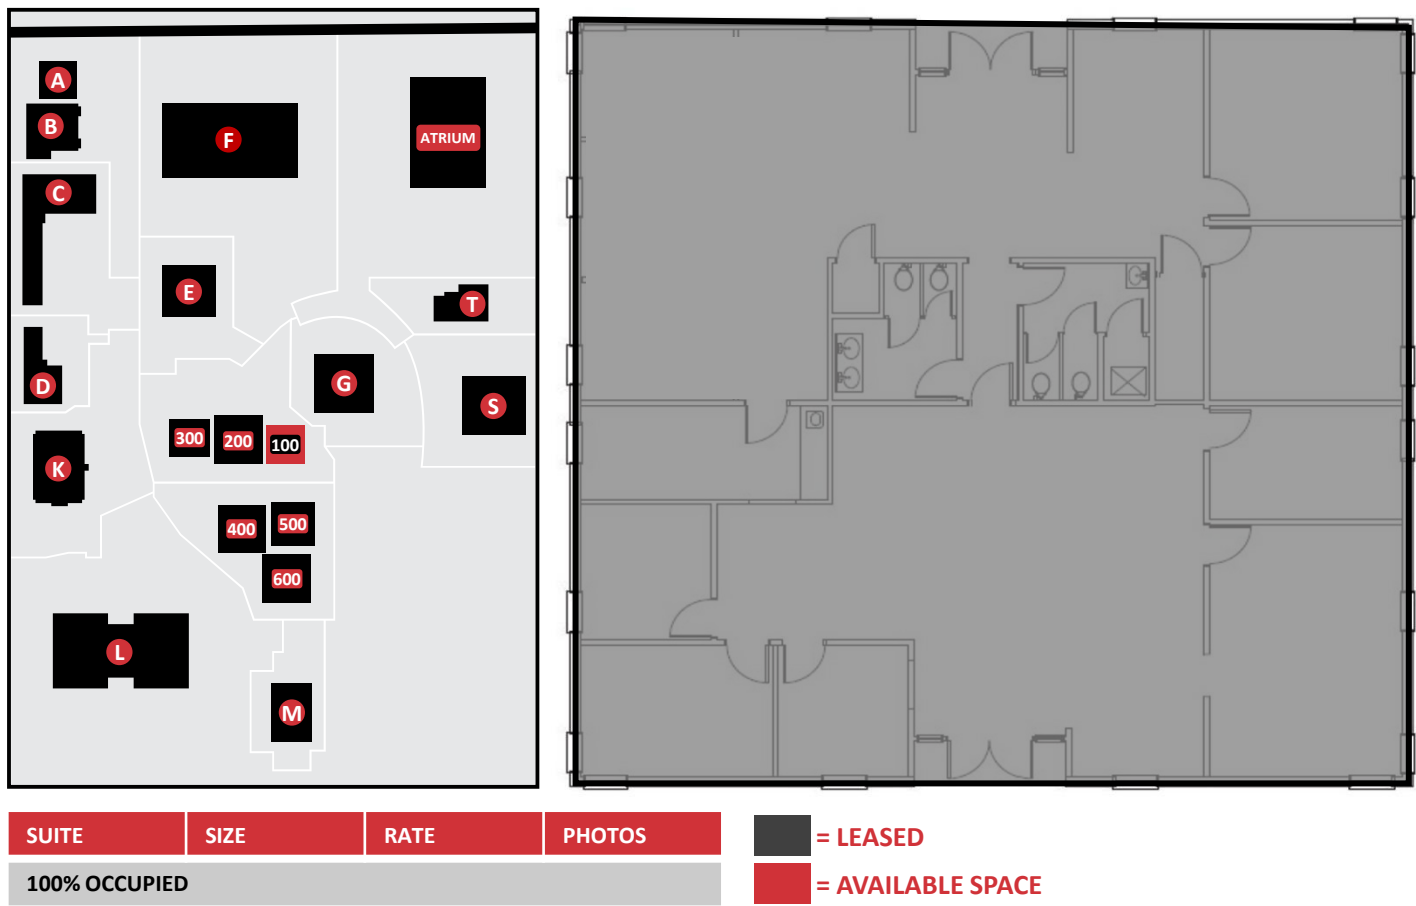 A
B
F
ATRIUM
C
E
T
D
G
S
300
200
100
K
400
500
600
L
M
SUITE SIZE RATE PHOTOS
100% OCCUPIED
= LEASED
= AVAILABLE SPACE